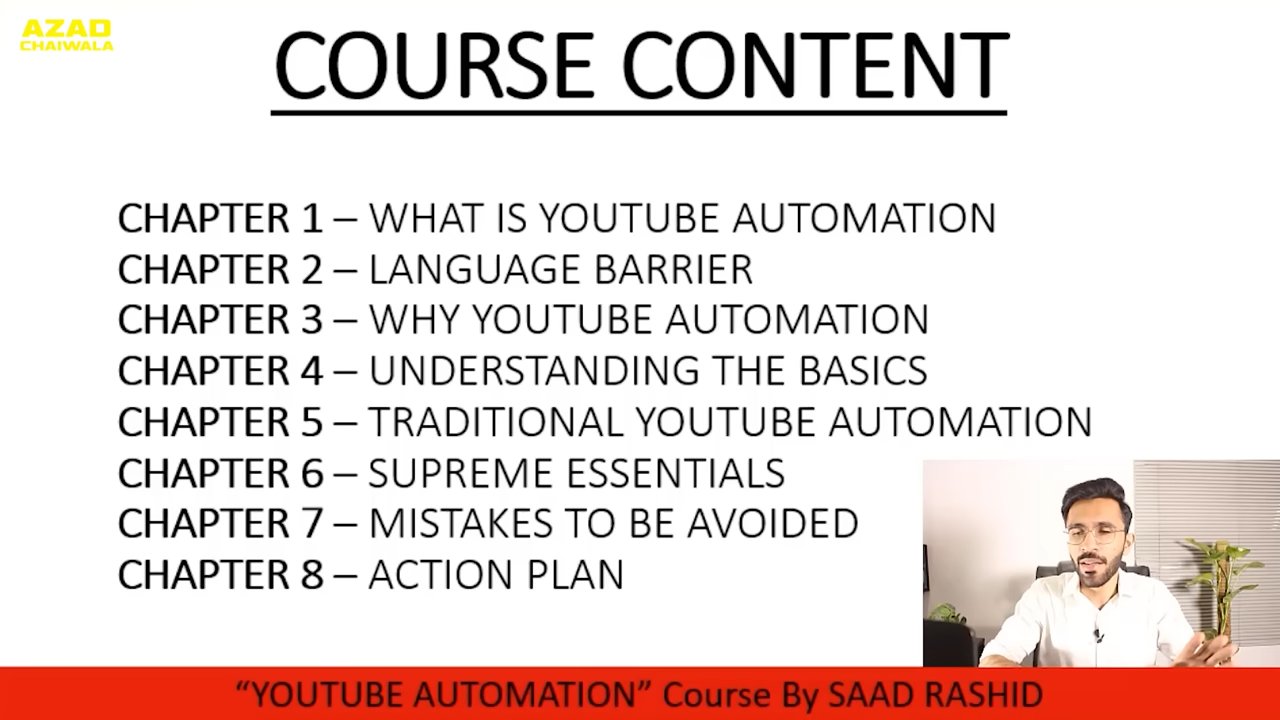 AZAD
CHAIWALA
COURSE CONTENT
CHAPTER 1 – WHAT IS YOUTUBE AUTOMATION
CHAPTER 2 – LANGUAGE BARRIER
CHAPTER 3 – WHY YOUTUBE AUTOMATION
CHAPTER 4 – UNDERSTANDING THE BASICS
CHAPTER 5 – TRADITIONAL YOUTUBE AUTOMATION
CHAPTER 6 – SUPREME ESSENTIALS
CHAPTER 7 – MISTAKES TO BE AVOIDED
CHAPTER 8 – ACTION PLAN
“YOUTUBE AUTOMATION” Course By SAAD RASHID